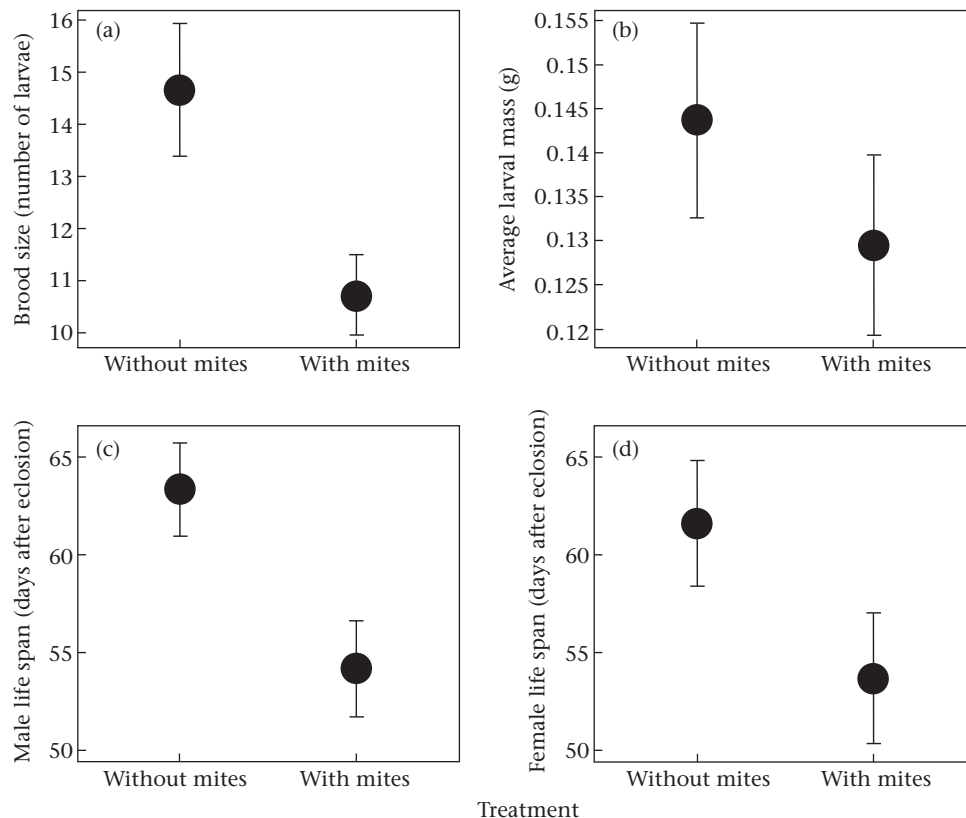 (a)
Brood size (number of larvae)
16
15
14
13
12
11
10
Without mites
With mites
(b)
Average larval mass (g)
0.155
0.15
0.145
0.14
0.135
0.13
0.125
0.12
Without mites
With mites
(c)
Male life span (days after eclosion)
65
60
55
50
Without mites
With mites
(d)
Female life span (days after eclosion)
65
60
55
50
Without mites
With mites
Treatment